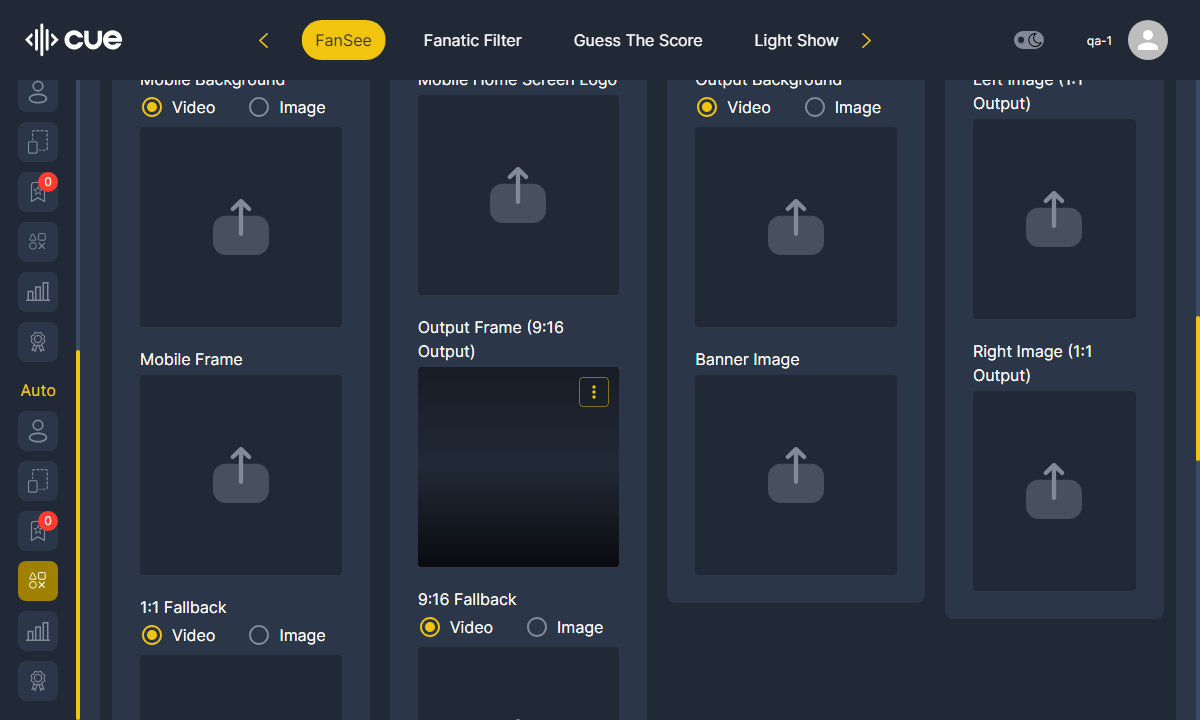 cue
FanSee
Fanatic Filter
Guess The Score
Light Show
qa-1
0
Auto
0
Mobile Background
Video
Image
Mobile Frame
1:1 Fallback
Video
Image
Mobile Home Screen Logo
Output Frame (9:16
Output)
9:16 Fallback
Video
Image
Output Background
Video
Image
Banner Image
Left Image (1:1
Output)
Right Image (1:1
Output)